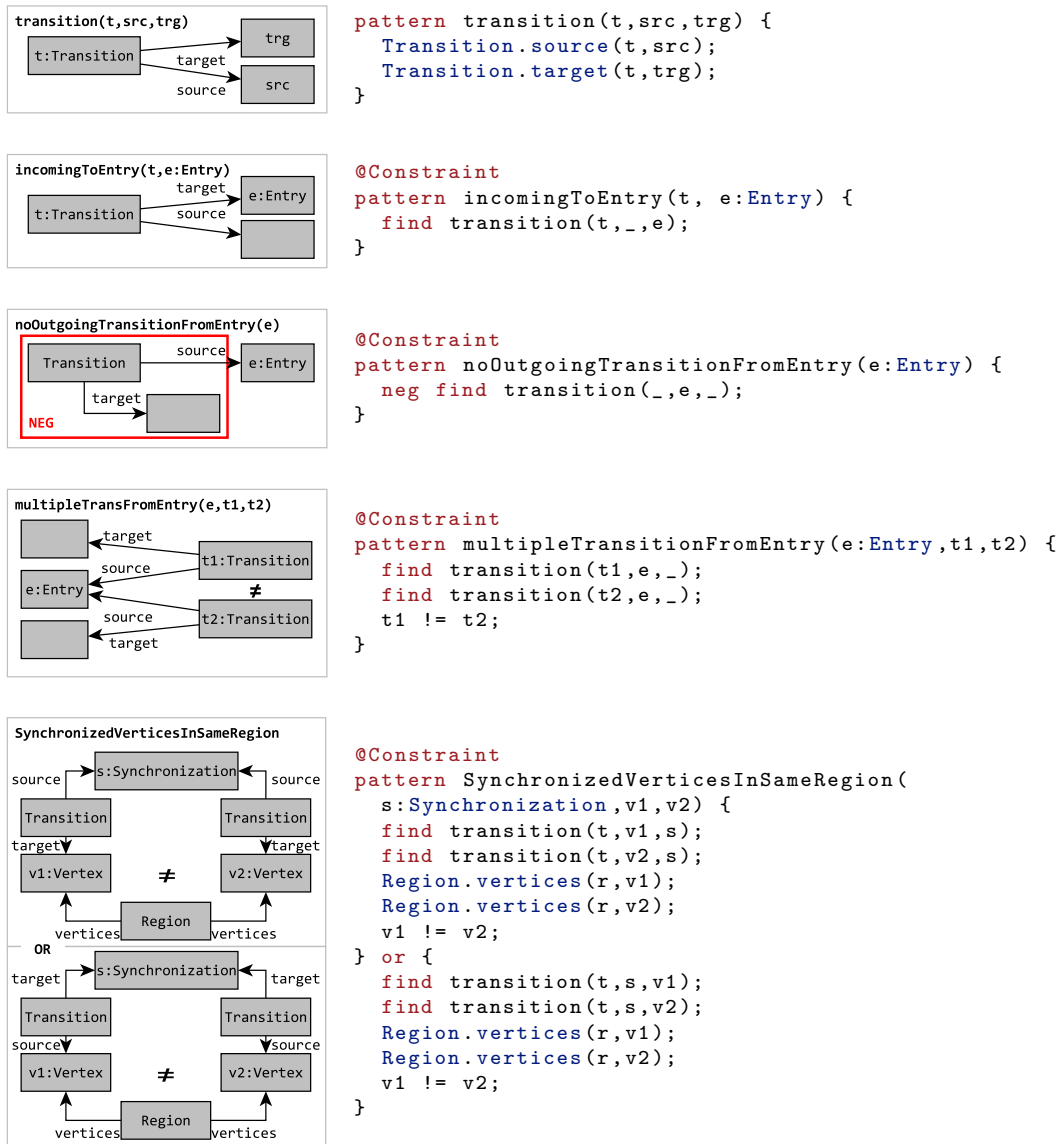 transition(t,src,trg)
t:Transition
target
source
trg
src
pattern transition(t,src,trg) {
Transition.source(t,src);
Transition.target(t,trg);
}
incomingToEntry(t,e:Entry)
t:Transition
target
source
e:Entry
@Constraint
pattern incomingToEntry(t, e:Entry) {
find transition(t,_,e);
}
noOutgoingTransitionFromEntry(e)
Transition
source
e:Entry
target
NEG
@Constraint
pattern noOutgoingTransitionFromEntry(e:Entry) {
neg find transition(_,e,_);
}
multipleTransFromEntry(e,t1,t2)
target
t1:Transition
source
e:Entry
≠
source
t2:Transition
target
@Constraint
pattern multipleTransitionFromEntry(e:Entry,t1,t2) {
find transition(t1,e,_);
find transition(t2,e,_);
t1 != t2;
}
SynchronizedVerticesInSameRegion
s:Synchronization
source
source
Transition
Transition
target
target
v1:Vertex
≠
v2:Vertex
Region
vertices
vertices
OR
s:Synchronization
target
target
Transition
Transition
source
source
v1:Vertex
≠
v2:Vertex
Region
vertices
vertices
@Constraint
pattern SynchronizedVerticesInSameRegion(
s:Synchronization,v1,v2) {
find transition(t,v1,s);
find transition(t,v2,s);
Region.vertices(r,v1);
Region.vertices(r,v2);
v1 != v2;
} or {
find transition(t,s,v1);
find transition(t,s,v2);
Region.vertices(r,v1);
Region.vertices(r,v2);
v1 != v2;
}